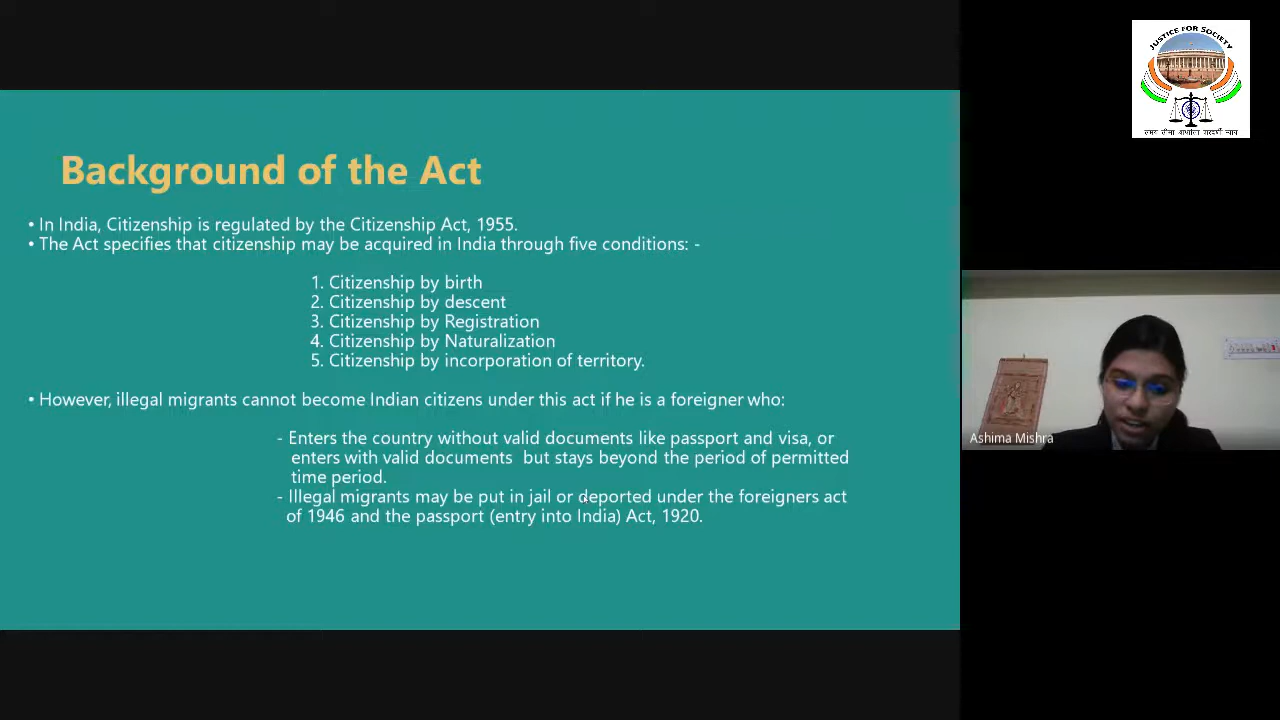 Background of the Act
• In India, Citizenship is regulated by the Citizenship Act, 1955.
• The Act specifies that citizenship may be acquired in India through five conditions: -
1. Citizenship by birth
2. Citizenship by descent
3. Citizenship by Registration
4. Citizenship by Naturalization
5. Citizenship by incorporation of territory.
• However, illegal migrants cannot become Indian citizens under this act if he is a foreigner who:
- Enters the country without valid documents like passport and visa, or
enters with valid documents but stays beyond the period of permitted
time period.
- Illegal migrants may be put in jail or deported under the foreigners act
of 1946 and the passport (entry into India) Act, 1920.
JUSTICE FOR SOCIETY
Ashima Mishra